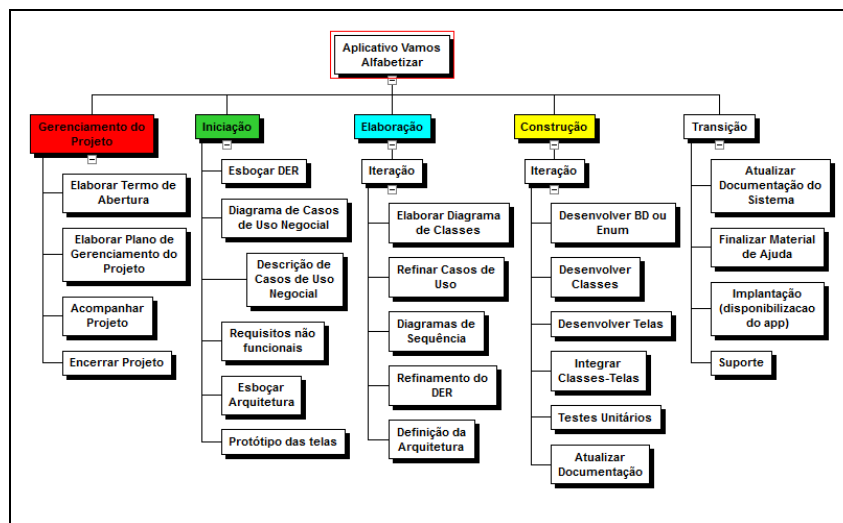 Aplicativo Vamos
Alfabetizar
Gerenciamento do
Projeto
Elaborar Termo de
Abertura
Elaborar Plano de
Gerenciamento do
Projeto
Acompanhar
Projeto
Encerrar Projeto
Iniciação
Esboçar DER
Diagrama de Casos
de Uso Negocial
Descrição de
Casos de Uso
Negocial
Requisitos não
funcionais
Esboçar
Arquitetura
Protótipo das telas
Elaboração
Iteração
Elaborar Diagrama
de Classes
Refinar Casos de
Uso
Diagramas de
Sequência
Refinamento do
DER
Definição da
Arquitetura
Construção
Iteração
Desenvolver BD ou
Enum
Desenvolver
Classes
Desenvolver Telas
Integrar
Classes-Telas
Testes Unitários
Atualizar
Documentação
Transição
Atualizar
Documentação do
Sistema
Finalizar Material
de Ajuda
Implantação
(disponibilizacao
do app)
Suporte